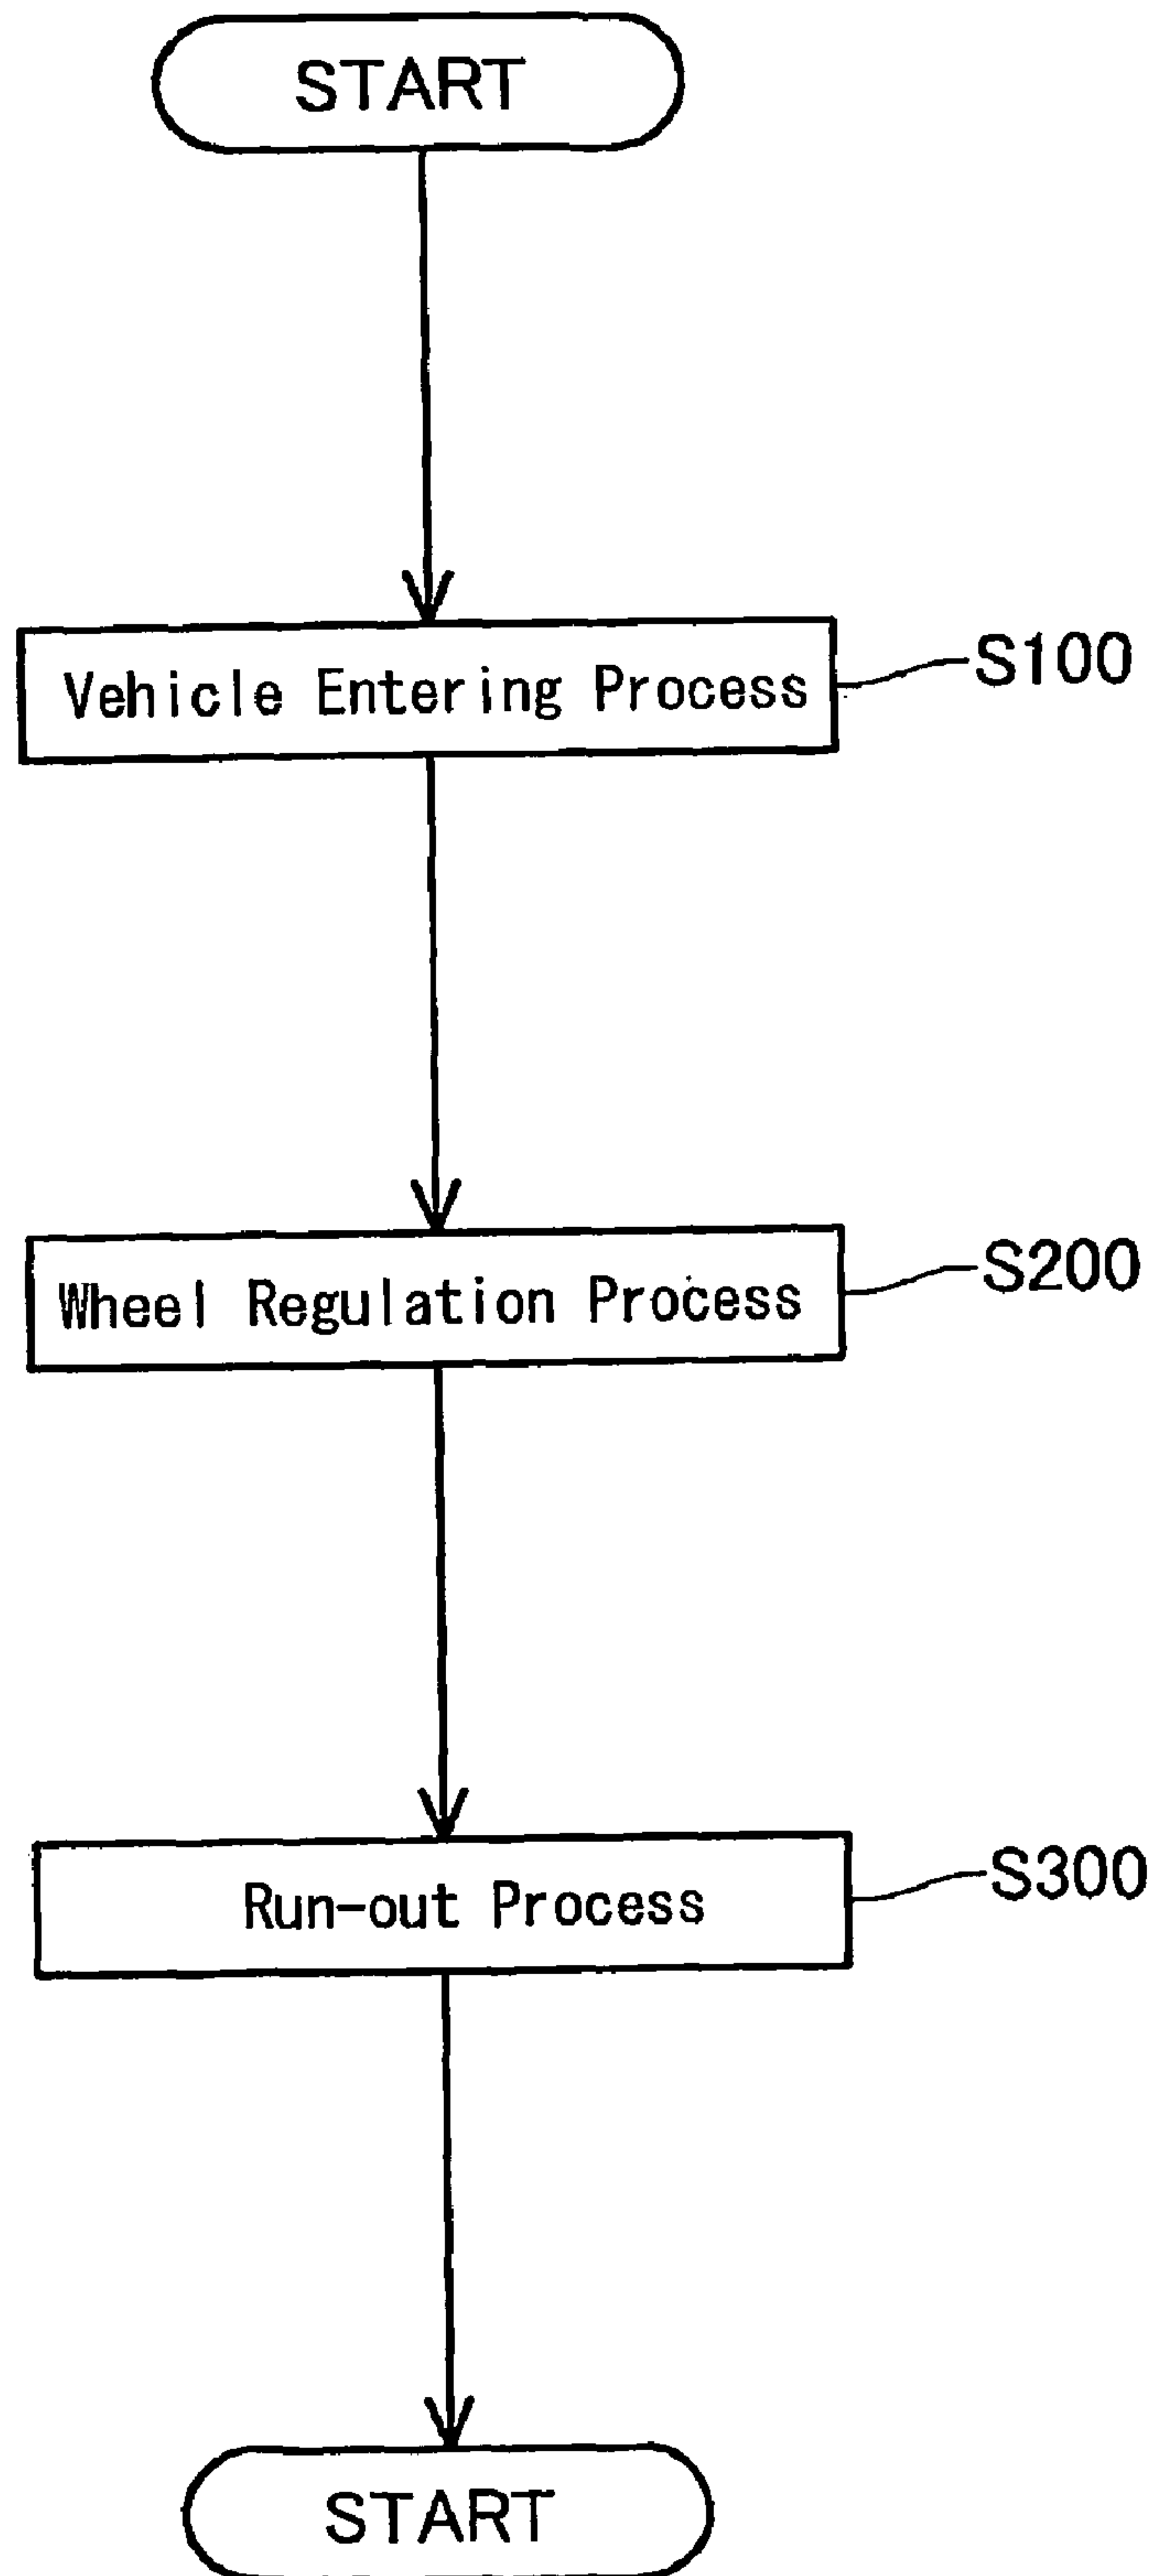 START
Vehicle Entering Process
S100
Wheel Regulation Process
S200
Run-out Process
S300
START